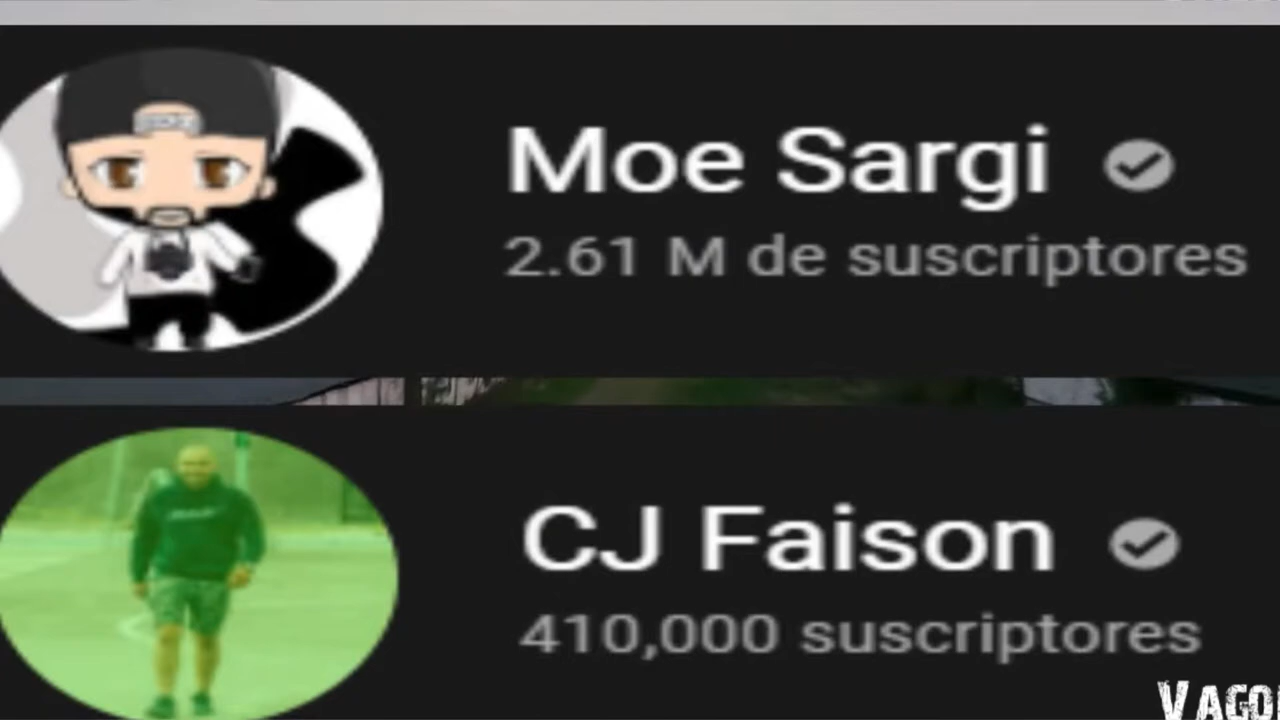 Moe Sargi
2.61 M de suscriptores
CJ Faison
410,000 suscriptores